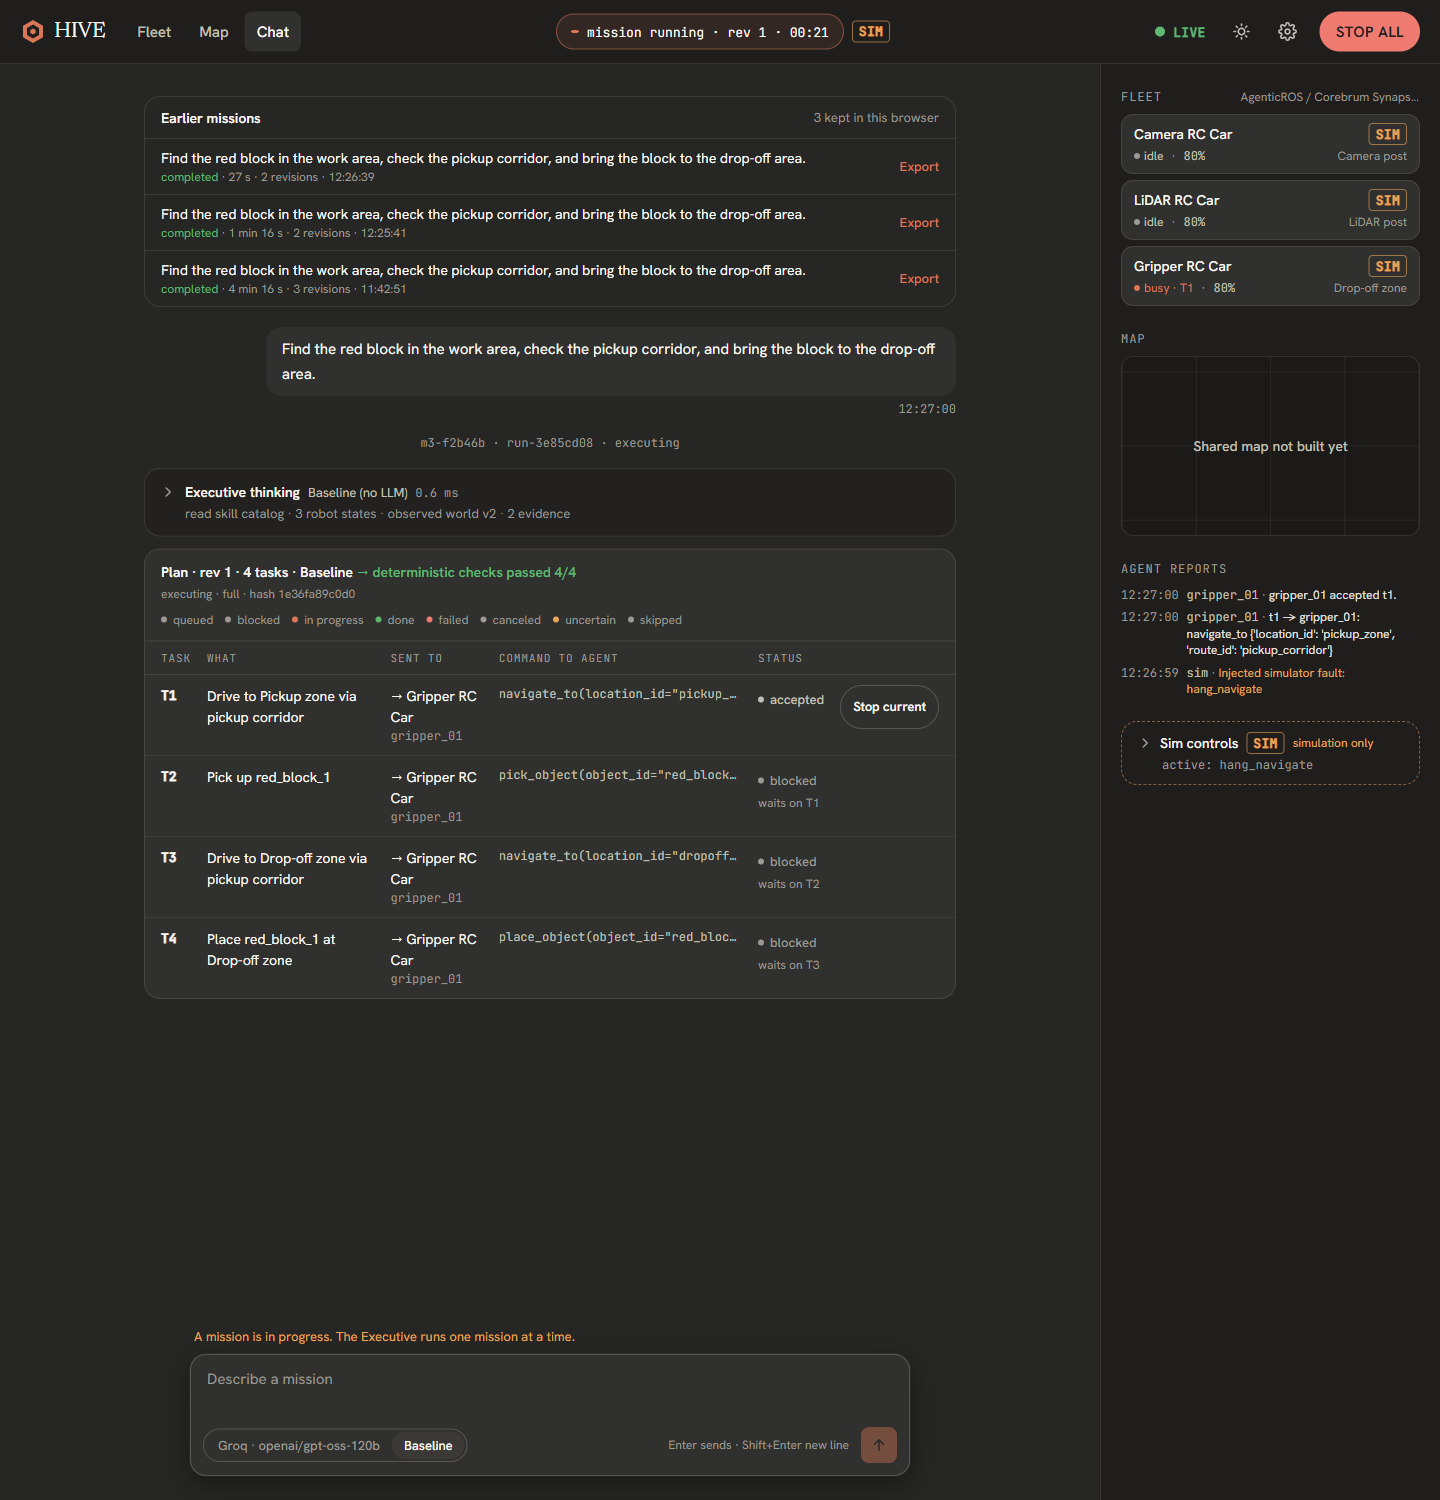 HIVE Fleet Map Chat
mission running · rev 1 · 00:21 SIM
LIVE STOP ALL
Earlier missions 3 kept in this browser
Find the red block in the work area, check the pickup corridor, and bring the block to the drop-off area.
completed · 27 s · 2 revisions · 12:26:39
Export
Find the red block in the work area, check the pickup corridor, and bring the block to the drop-off area.
completed · 1 min 16 s · 2 revisions · 12:25:41
Export
Find the red block in the work area, check the pickup corridor, and bring the block to the drop-off area.
completed · 4 min 16 s · 3 revisions · 11:42:51
Export
Find the red block in the work area, check the pickup corridor, and bring the block to the drop-off
area.
12:27:00
m3-f2b46b · run-3e85cd08 · executing
Executive thinking Baseline (no LLM) 0.6 ms
read skill catalog · 3 robot states · observed world v2 · 2 evidence
Plan · rev 1 · 4 tasks · Baseline → deterministic checks passed 4/4
executing · full · hash 1e36fa89c0d0
queued blocked in progress done failed canceled uncertain skipped
TASK WHAT SENT TO COMMAND TO AGENT STATUS
T1 Drive to Pickup zone via
pickup corridor
→ Gripper RC
Car
gripper_01
navigate_to(location_id="pickup_…
accepted
Stop current
T2 Pick up red_block_1
→ Gripper RC
Car
gripper_01
pick_object(object_id="red_block…
blocked
waits on T1
T3 Drive to Drop-off zone via
pickup corridor
→ Gripper RC
Car
gripper_01
navigate_to(location_id="dropoff…
blocked
waits on T2
T4 Place red_block_1 at
Drop-off zone
→ Gripper RC
Car
gripper_01
place_object(object_id="red_bloc…
blocked
waits on T3
A mission is in progress. The Executive runs one mission at a time.
Describe a mission
Groq · openai/gpt-oss-120b Baseline
Enter sends · Shift+Enter new line
FLEET AgenticROS / Corebrum Synaps…
Camera RC Car SIM
idle · 80% Camera post
LiDAR RC Car SIM
idle · 80% LiDAR post
Gripper RC Car SIM
busy · T1 · 80% Drop-off zone
MAP
Shared map not built yet
AGENT REPORTS
12:27:00 gripper_01 · gripper_01 accepted t1.
12:27:00 gripper_01 · t1 -> gripper_01:
navigate_to {'location_id': 'pickup_zone',
'route_id': 'pickup_corridor'}
12:26:59 sim · Injected simulator fault:
hang_navigate
Sim controls SIM simulation only
active: hang_navigate